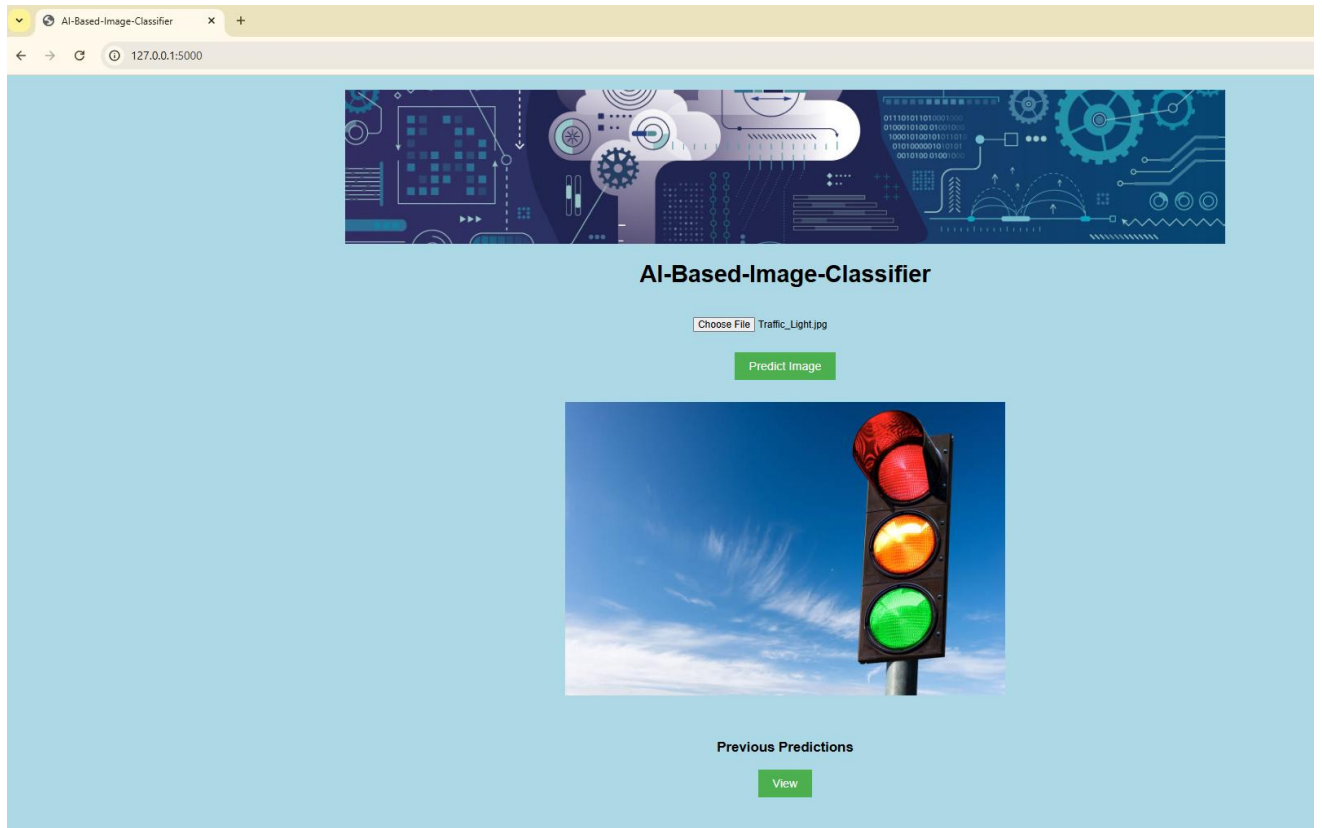 AI-Based-Image-Classifier
127.0.0.1:5000
AI-Based-Image-Classifier
Choose File Traffic_Light.jpg
Predict Image
Previous Predictions
View